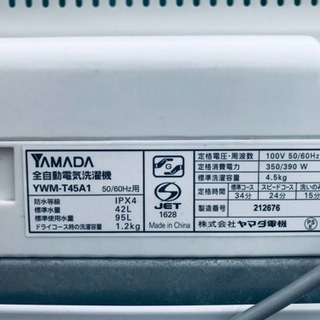 YAMADA
全自動電気洗濯機
YWM-T45A1 50/60Hz用
防水等級 IPX4
標準水量 42L
標準使用水量 95L
ドライコース時の洗濯容量 1.2kg
G
S
JET
1628
Made in China
定格電圧・周波数 100V 50/60Hz
定格消費電力 350/390 W
標準洗濯容量 4.5kg
定格時間 標準コース スピードコース
34分 24分 15分
製造番号 212676
株式会社 ヤマダ電機
PS
E